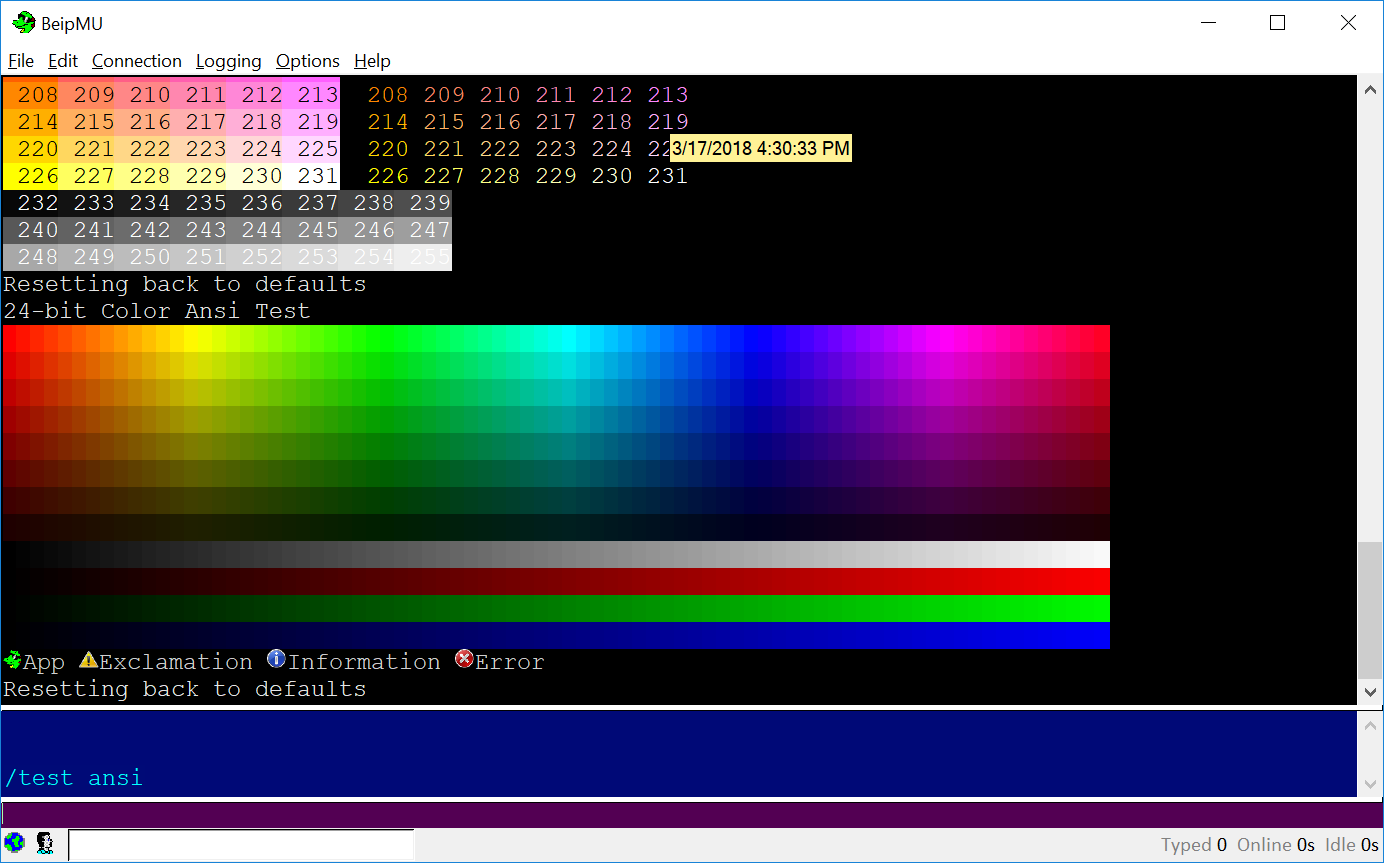 BeipMU
File Edit Connection Logging Options Help
208 209 210 211 212 213 208 209 210 211 212 213
214 215 216 217 218 219 214 215 216 217 218 219
220 221 222 223 224 225 220 221 222 223 224 22
3/17/2018 4:30:33 PM
226 227 228 229 230 231 226 227 228 229 230 231
232 233 234 235 236 237 238 239
240 241 242 243 244 245 246 247
248 249 250 251 252 253 254 255
Resetting back to defaults
24-bit Color Ansi Test
App Exclamation Information Error
Resetting back to defaults
/test ansi
Typed 0 Online 0s Idle 0s